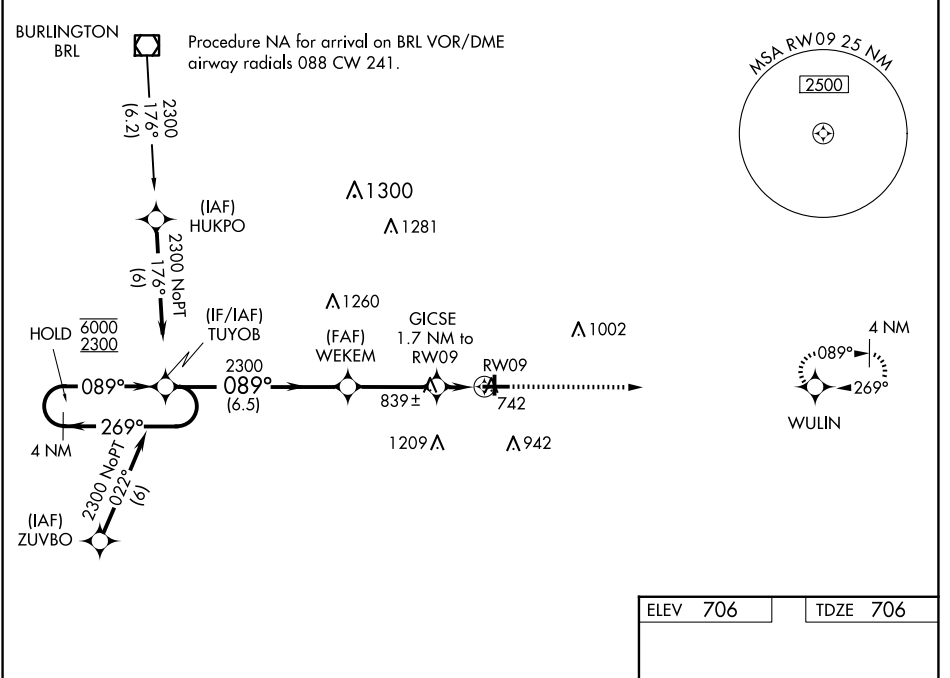 BURLINGTON
BRL
Procedure NA for arrival on BRL VOR/DME
airway radials 088 CW 241.
MSA RW 09 25 NM
2500
2300
176°
(6.2)
(IAF)
HUKPO
1300
1281
2300 NoPT
176°
(6)
1260
HOLD
6000
2300
(IF/IAF)
TUYOB
(FAF)
WEKEM
GICSE
1.7 NM to
RW09
1002
4 NM
089°
2300
089°
(6.5)
RW09
839±
742
089°
269°
WULIN
269°
4 NM
1209
942
2300 NoPT
022°
(6)
(IAF)
ZUVBO
ELEV 706
TDZE 706